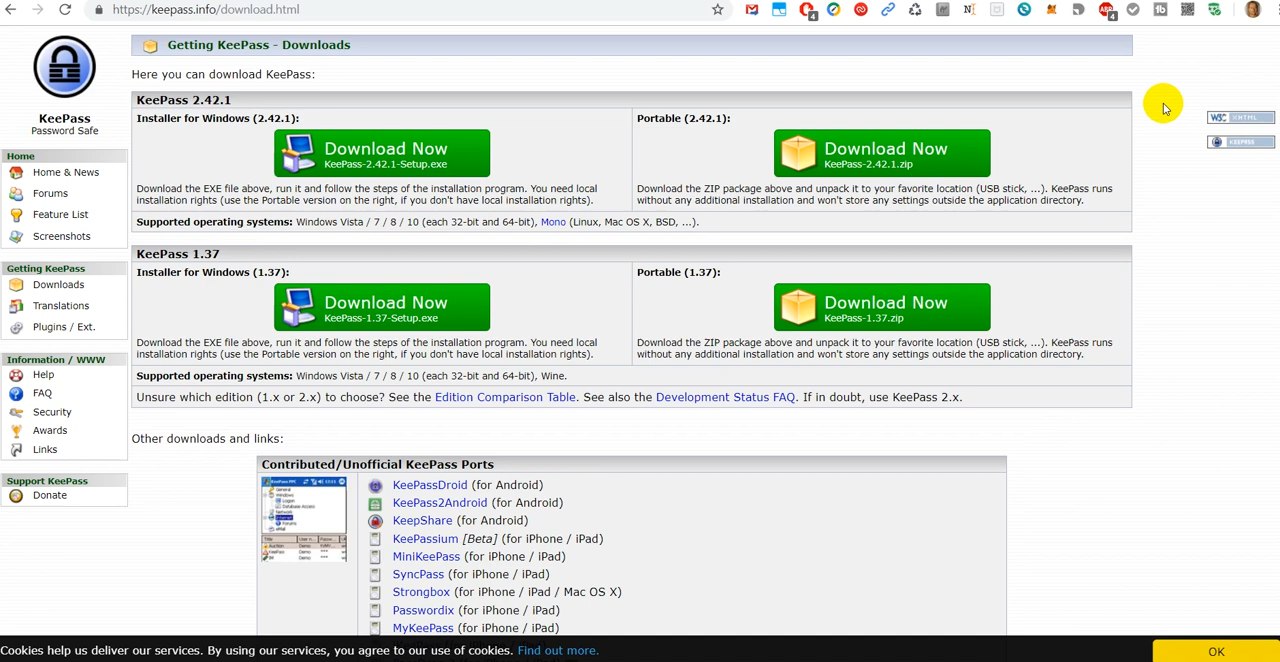 https://keepass.info/download.html
KeePass
Password Safe
Home
Home & News
Forums
Feature List
Screenshots
Getting KeePass
Downloads
Translations
Plugins / Ext.
Information / WWW
Help
FAQ
Security
Awards
Links
Support KeePass
Donate
Getting KeePass - Downloads
Here you can download KeePass:
KeePass 2.42.1
Installer for Windows (2.42.1):
Download Now
KeePass-2.42.1-Setup.exe
Download the EXE file above, run it and follow the steps of the installation program. You need local
installation rights (use the Portable version on the right, if you don't have local installation rights).
Portable (2.42.1):
Download Now
KeePass-2.42.1.zip
Download the ZIP package above and unpack it to your favorite location (USB stick, ...). KeePass runs
without any additional installation and won't store any settings outside the application directory.
Supported operating systems: Windows Vista / 7 / 8 / 10 (each 32-bit and 64-bit), Mono (Linux, Mac OS X, BSD, ...).
KeePass 1.37
Installer for Windows (1.37):
Download Now
KeePass-1.37-Setup.exe
Download the EXE file above, run it and follow the steps of the installation program. You need local
installation rights (use the Portable version on the right, if you don't have local installation rights).
Portable (1.37):
Download Now
KeePass-1.37.zip
Download the ZIP package above and unpack it to your favorite location (USB stick, ...). KeePass runs
without any additional installation and won't store any settings outside the application directory.
Supported operating systems: Windows Vista / 7 / 8 / 10 (each 32-bit and 64-bit), Wine.
Unsure which edition (1.x or 2.x) to choose? See the Edition Comparison Table. See also the Development Status FAQ. If in doubt, use KeePass 2.x.
Other downloads and links:
Contributed/Unofficial KeePass Ports
KeePassDroid (for Android)
KeePass2Android (for Android)
KeepShare (for Android)
KeePassium [Beta] (for iPhone / iPad)
MiniKeePass (for iPhone / iPad)
SyncPass (for iPhone / iPad)
Strongbox (for iPhone / iPad / Mac OS X)
Passwordix (for iPhone / iPad)
MyKeePass (for iPhone / iPad)
W3C XHTML
KEEPASS
Cookies help us deliver our services. By using our services, you agree to our use of cookies. Find out more.
OK